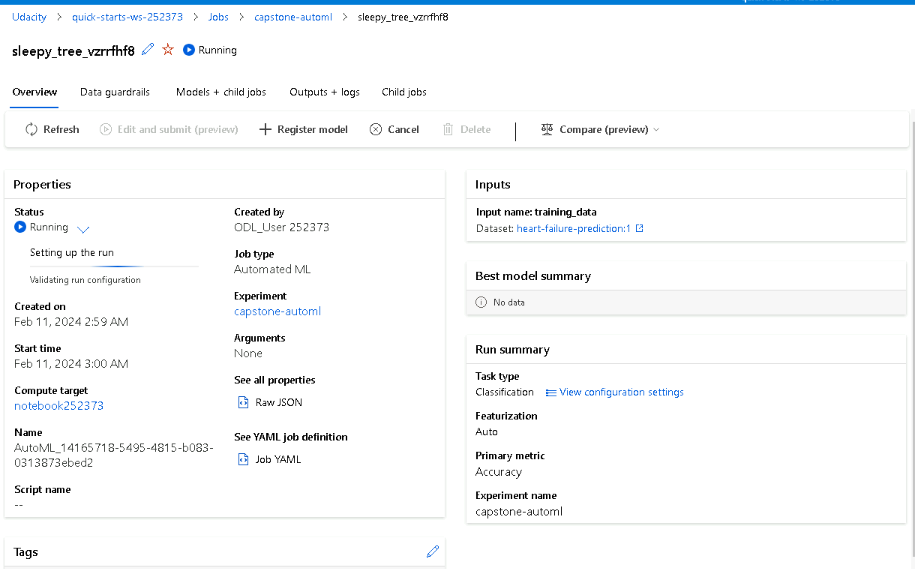 Udacity > quick-starts-ws-252373 > Jobs > capstone-automl > sleepy_tree_vzrrfhf8
sleepy_tree_vzrrfhf8 Running
Overview Data guardrails Models + child jobs Outputs + logs Child jobs
Refresh Edit and submit (preview) Register model Cancel Delete Compare (preview)
Properties
Status
Running
Setting up the run
Validating run configuration
Created on
Feb 11, 2024 2:59 AM
Start time
Feb 11, 2024 3:00 AM
Compute target
notebook252373
Name
AutoML_14165718-5495-4815-b083-
0313873ebed2
Script name
--
Created by
ODL_User 252373
Job type
Automated ML
Experiment
capstone-automl
Arguments
None
See all properties
Raw JSON
See YAML job definition
Job YAML
Tags
Inputs
Input name: training_data
Dataset: heart-failure-prediction:1
Best model summary
No data
Run summary
Task type
Classification View configuration settings
Featurization
Auto
Primary metric
Accuracy
Experiment name
capstone-automl